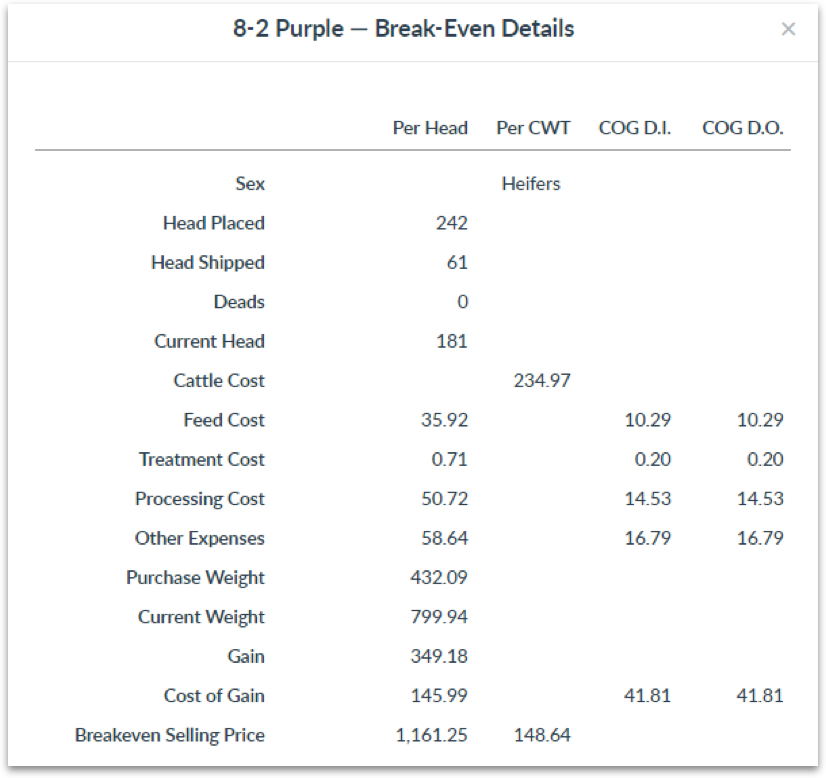 8-2 Purple — Break-Even Details ×
Per Head Per CWT COG D.I. COG D.O.
Sex Heifers
Head Placed 242
Head Shipped 61
Deads 0
Current Head 181
Cattle Cost 234.97
Feed Cost 35.92 10.29 10.29
Treatment Cost 0.71 0.20 0.20
Processing Cost 50.72 14.53 14.53
Other Expenses 58.64 16.79 16.79
Purchase Weight 432.09
Current Weight 799.94
Gain 349.18
Cost of Gain 145.99 41.81 41.81
Breakeven Selling Price 1,161.25 148.64